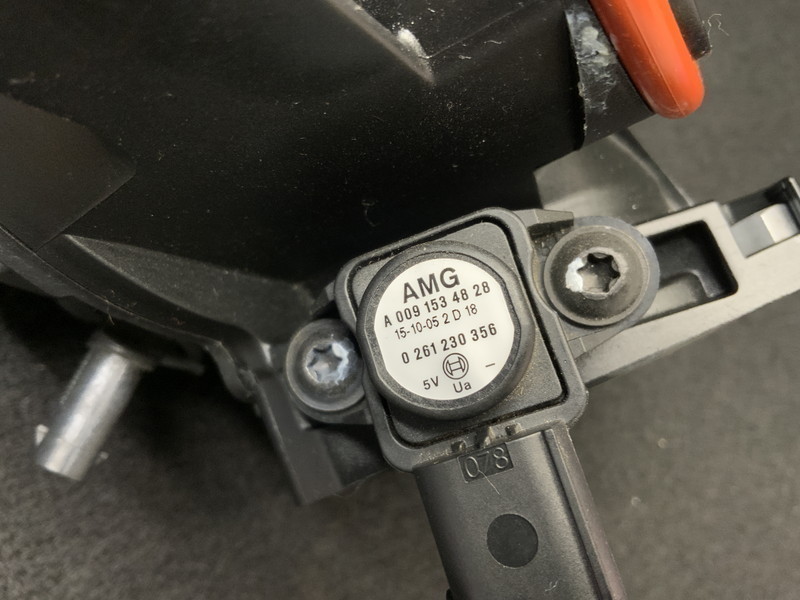 AMG
A 009 153 48 28
15-10-05 2 D 18
0 261 230 356
5V Ua –
078